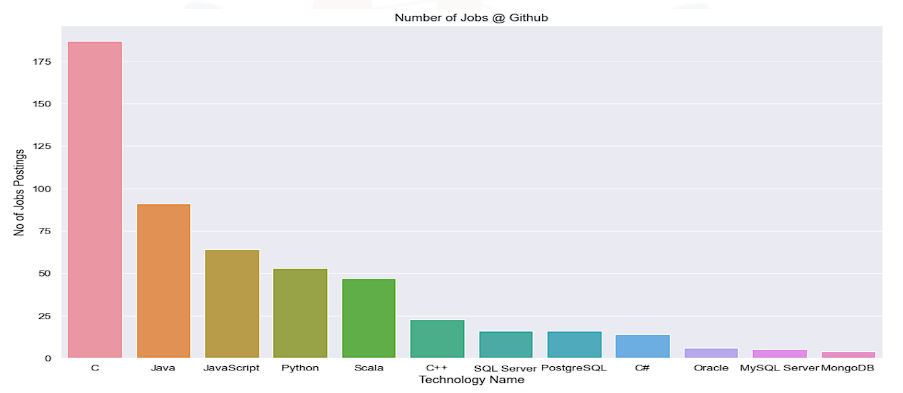 Number of Jobs @ Github
No of Jobs Postings
175
150
125
100
75
50
25
0
C Java JavaScript Python Scala C++ SQL Server PostgreSQL C# Oracle MySQL Server MongoDB
Technology Name